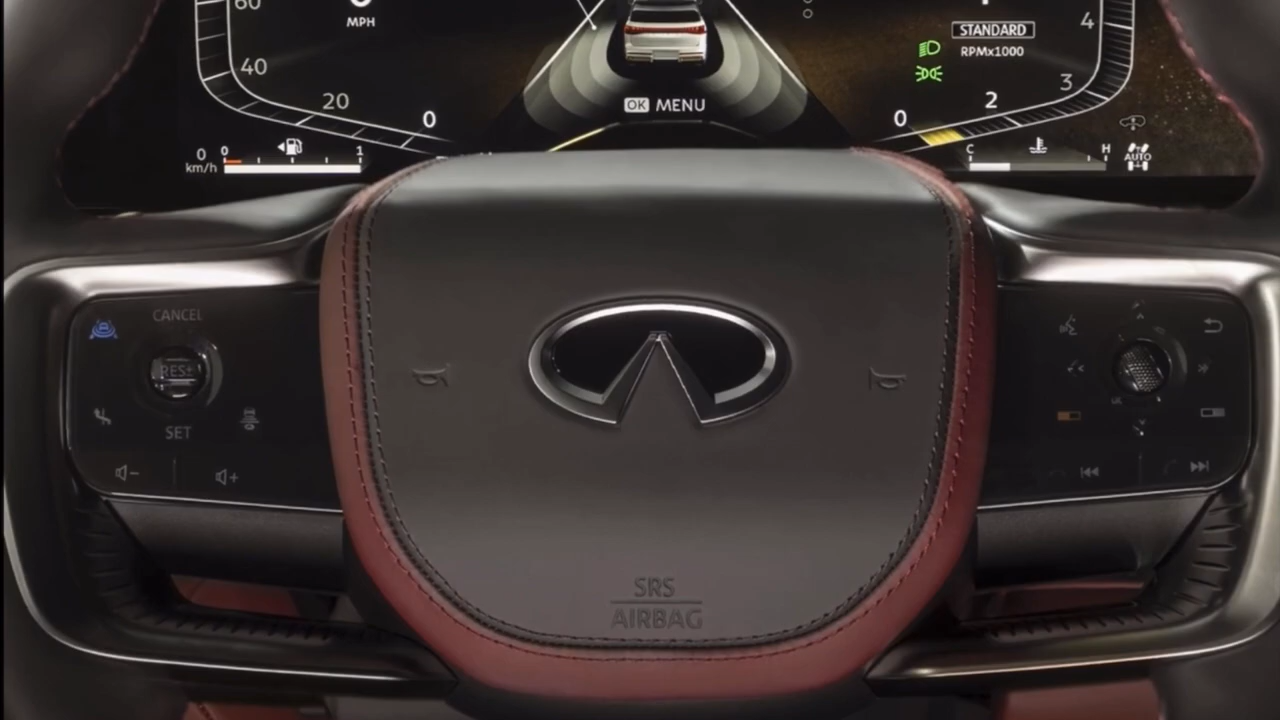 60
MPH
40
20
0
OK MENU
0
km/h
0
1
STANDARD
RPMx1000
4
3
2
0
C
H
AUTO
CANCEL
RES+
SET
SRS
AIRBAG